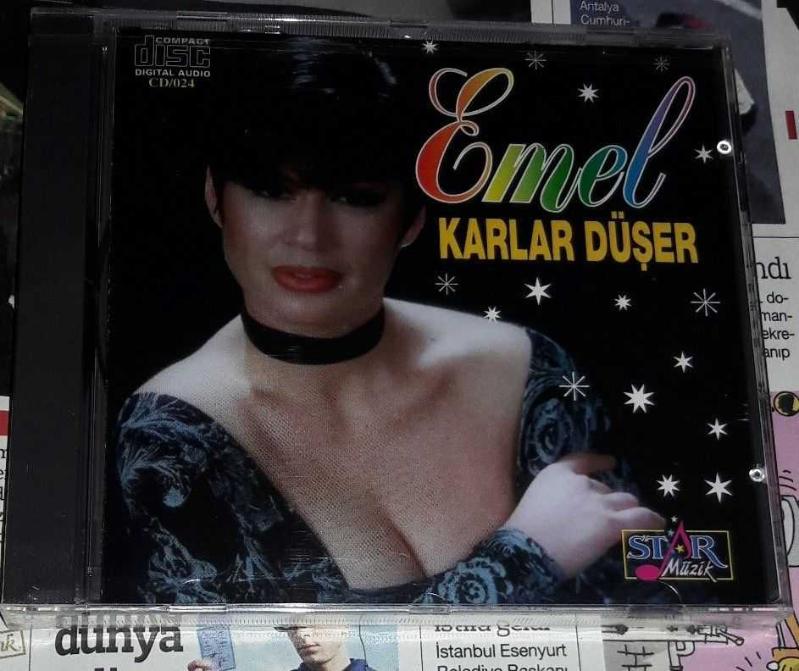 Antalya
Cumhuri-
COMPACT
disc
DIGITAL AUDIO
CD/024
Emel
KARLAR DÜŞER
ndı
do-
man-
ekre-
anıp
STAR
Müzik
dünya
İstanbul Esenyurt
Belediye Başkanı